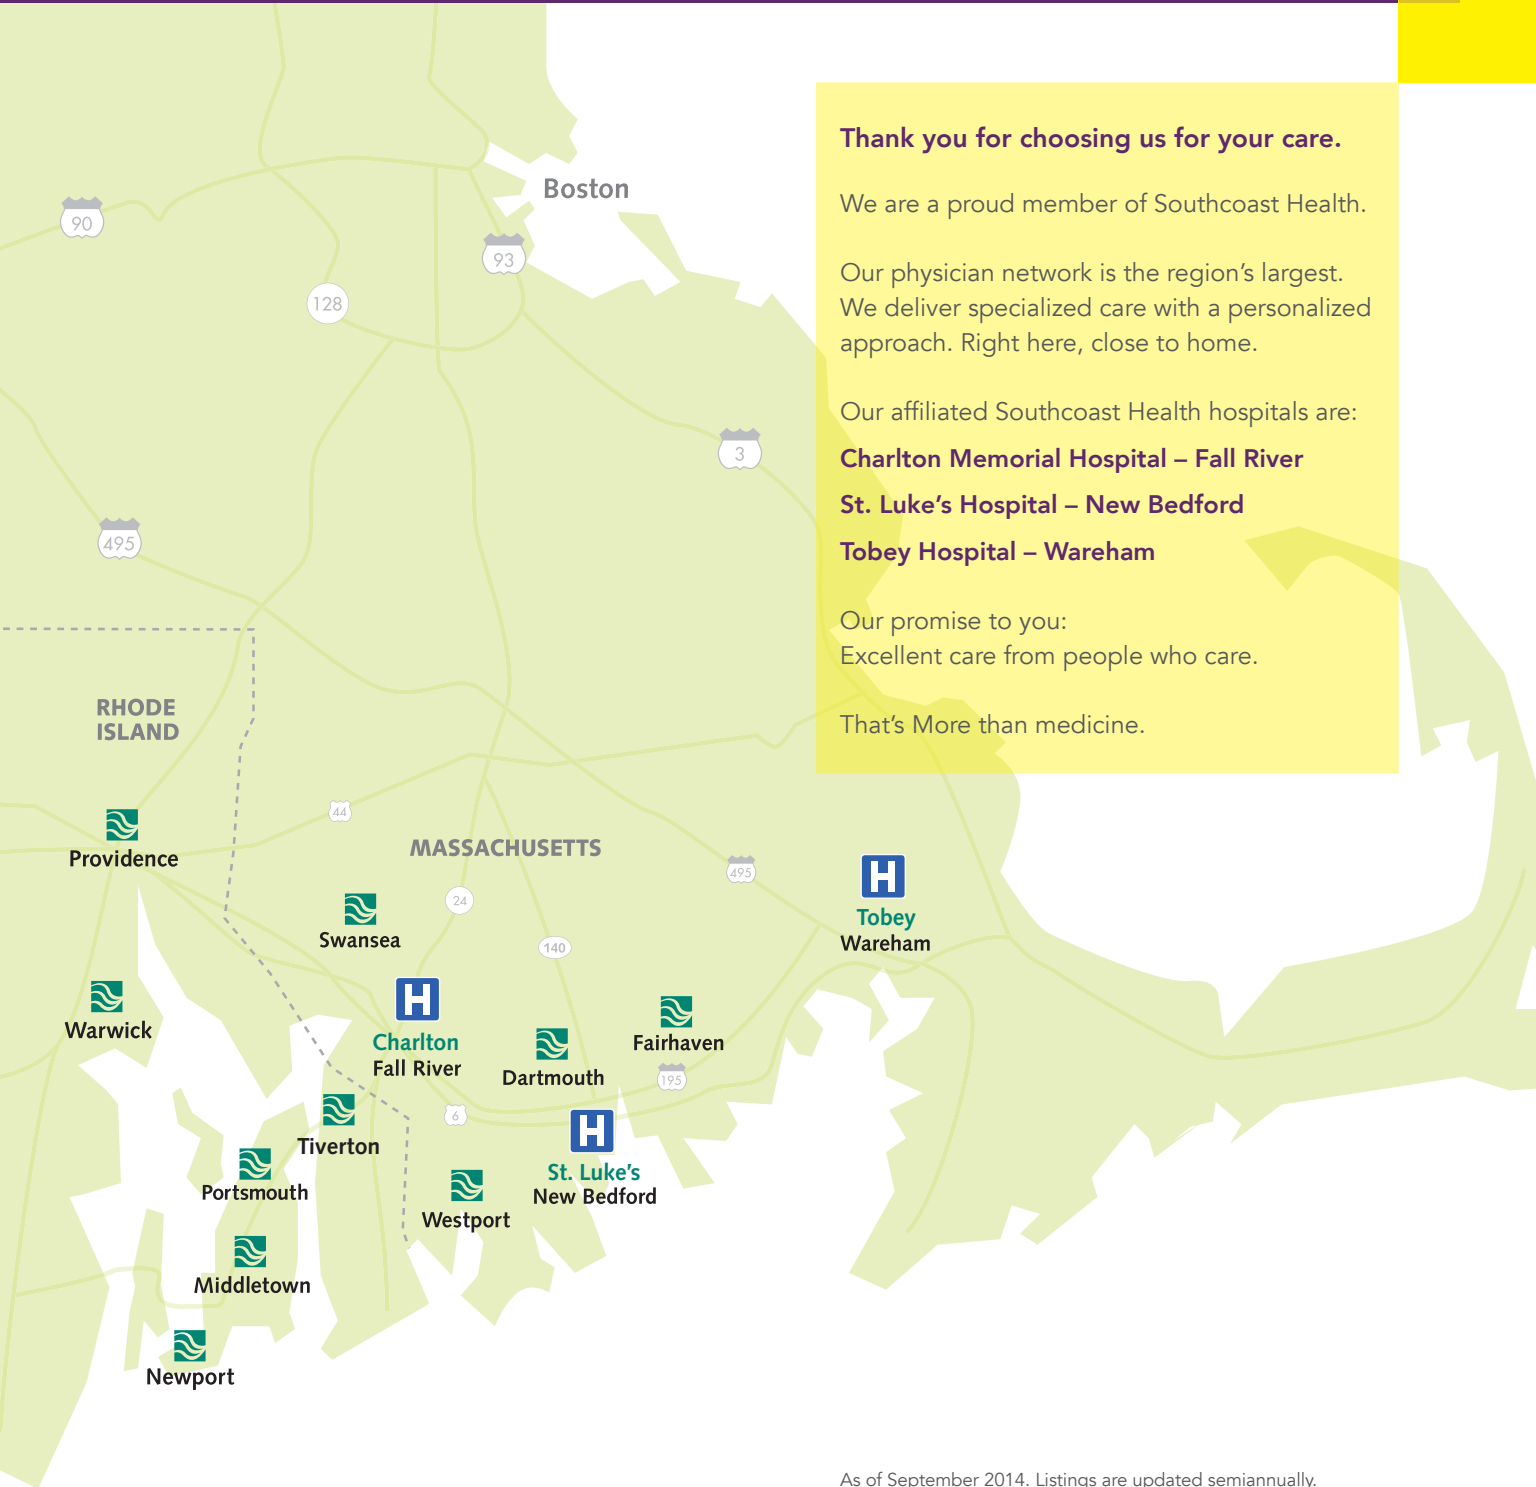 Boston
90
93
128
3
495
RHODE
ISLAND
MASSACHUSETTS
44
Providence
495
24
Swansea
140
Tobey
Wareham
Warwick
Charlton
Fall River
Dartmouth
Fairhaven
195
6
Tiverton
St. Luke's
New Bedford
Portsmouth
Westport
Middletown
Newport
H
H
H
Thank you for choosing us for your care.
We are a proud member of Southcoast Health.
Our physician network is the region’s largest.
We deliver specialized care with a personalized
approach. Right here, close to home.
Our affiliated Southcoast Health hospitals are:
Charlton Memorial Hospital – Fall River
St. Luke’s Hospital – New Bedford
Tobey Hospital – Wareham
Our promise to you:
Excellent care from people who care.
That’s More than medicine.
As of September 2014. Listings are updated semiannually.